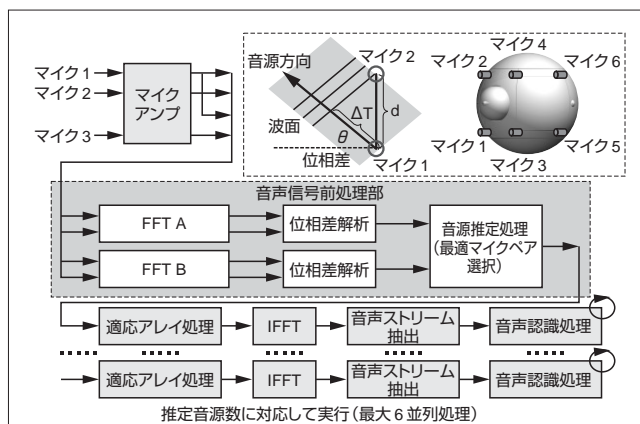 マイク1
マイク2
マイク3
マイク
アンプ
音源方向
マイク2
ΔT
d
波面
θ
位相差
マイク1
マイク4
マイク2
マイク6
マイク1
マイク5
マイク3
音声信号前処理部
FFT A
位相差解析
FFT B
位相差解析
音源推定処理
(最適マイクペア
選択)
適応アレイ処理
IFFT
音声ストリーム
抽出
音声認識処理
適応アレイ処理
IFFT
音声ストリーム
抽出
音声認識処理
推定音源数に対応して実行(最大6並列処理)